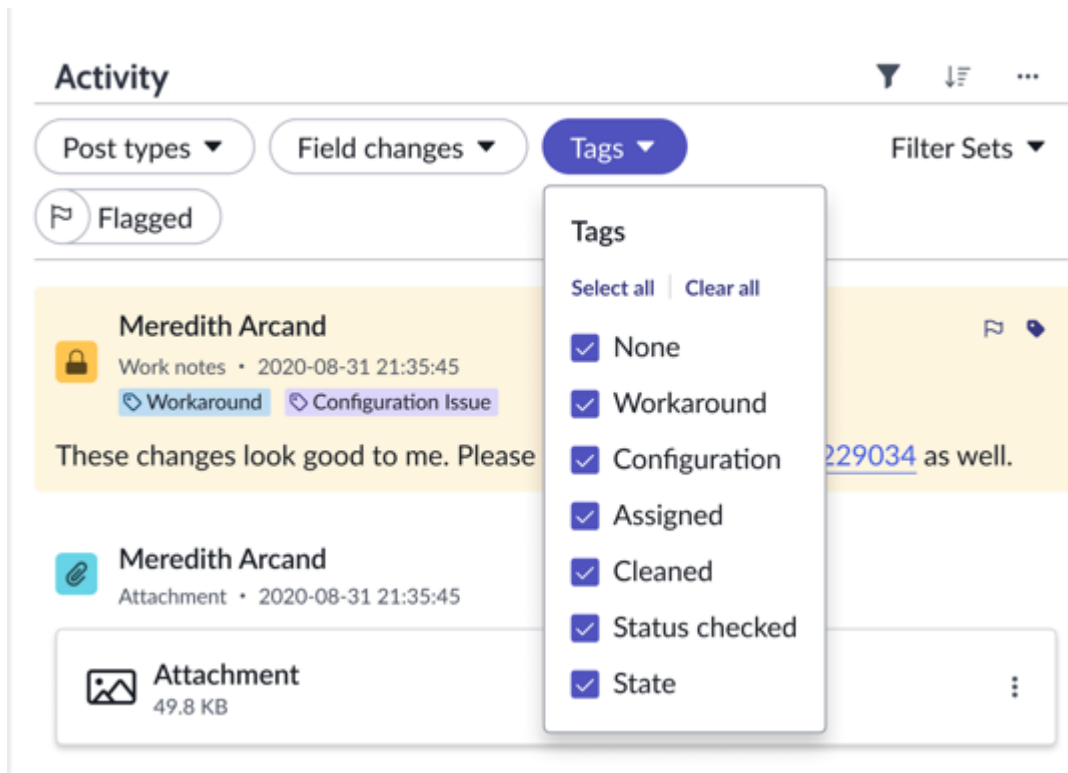 Activity
Post types Field changes Tags Filter Sets
Flagged
Tags
Select all Clear all
None
Workaround
Configuration
Assigned
Cleaned
Status checked
State
Meredith Arcand
Work notes • 2020-08-31 21:35:45
Workaround Configuration Issue
These changes look good to me. Please 229034 as well.
Meredith Arcand
Attachment • 2020-08-31 21:35:45
Attachment
49.8 KB